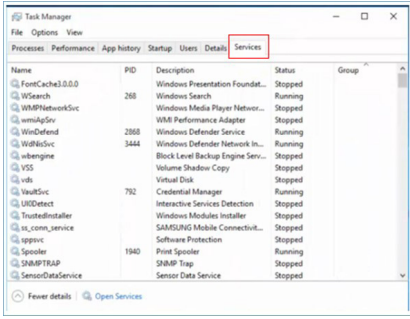 Task Manager
File Options View
Processes Performance App history Startup Users Details Services
Name PID Description Status Group
FontCache3.0.0.0 Windows Presentation Foundat... Stopped
WSearch 268 Windows Search Running
WMPNetworkSvc Windows Media Player Networ... Stopped
wmiApSrv WMI Performance Adapter Stopped
WinDefend 2868 Windows Defender Service Running
WdNisSvc 3444 Windows Defender Network In... Running
wbengine Block Level Backup Engine Serv... Stopped
VSS Volume Shadow Copy Stopped
vds Virtual Disk Stopped
VaultSvc 792 Credential Manager Running
UI0Detect Interactive Services Detection Stopped
TrustedInstaller Windows Modules Installer Stopped
ss_conn_service SAMSUNG Mobile Connectivit... Stopped
sppsvc Software Protection Stopped
Spooler 1940 Print Spooler Running
SNMPTRAP SNMP Trap Stopped
SensorDataService Sensor Data Service Stopped
Fewer details Open Services